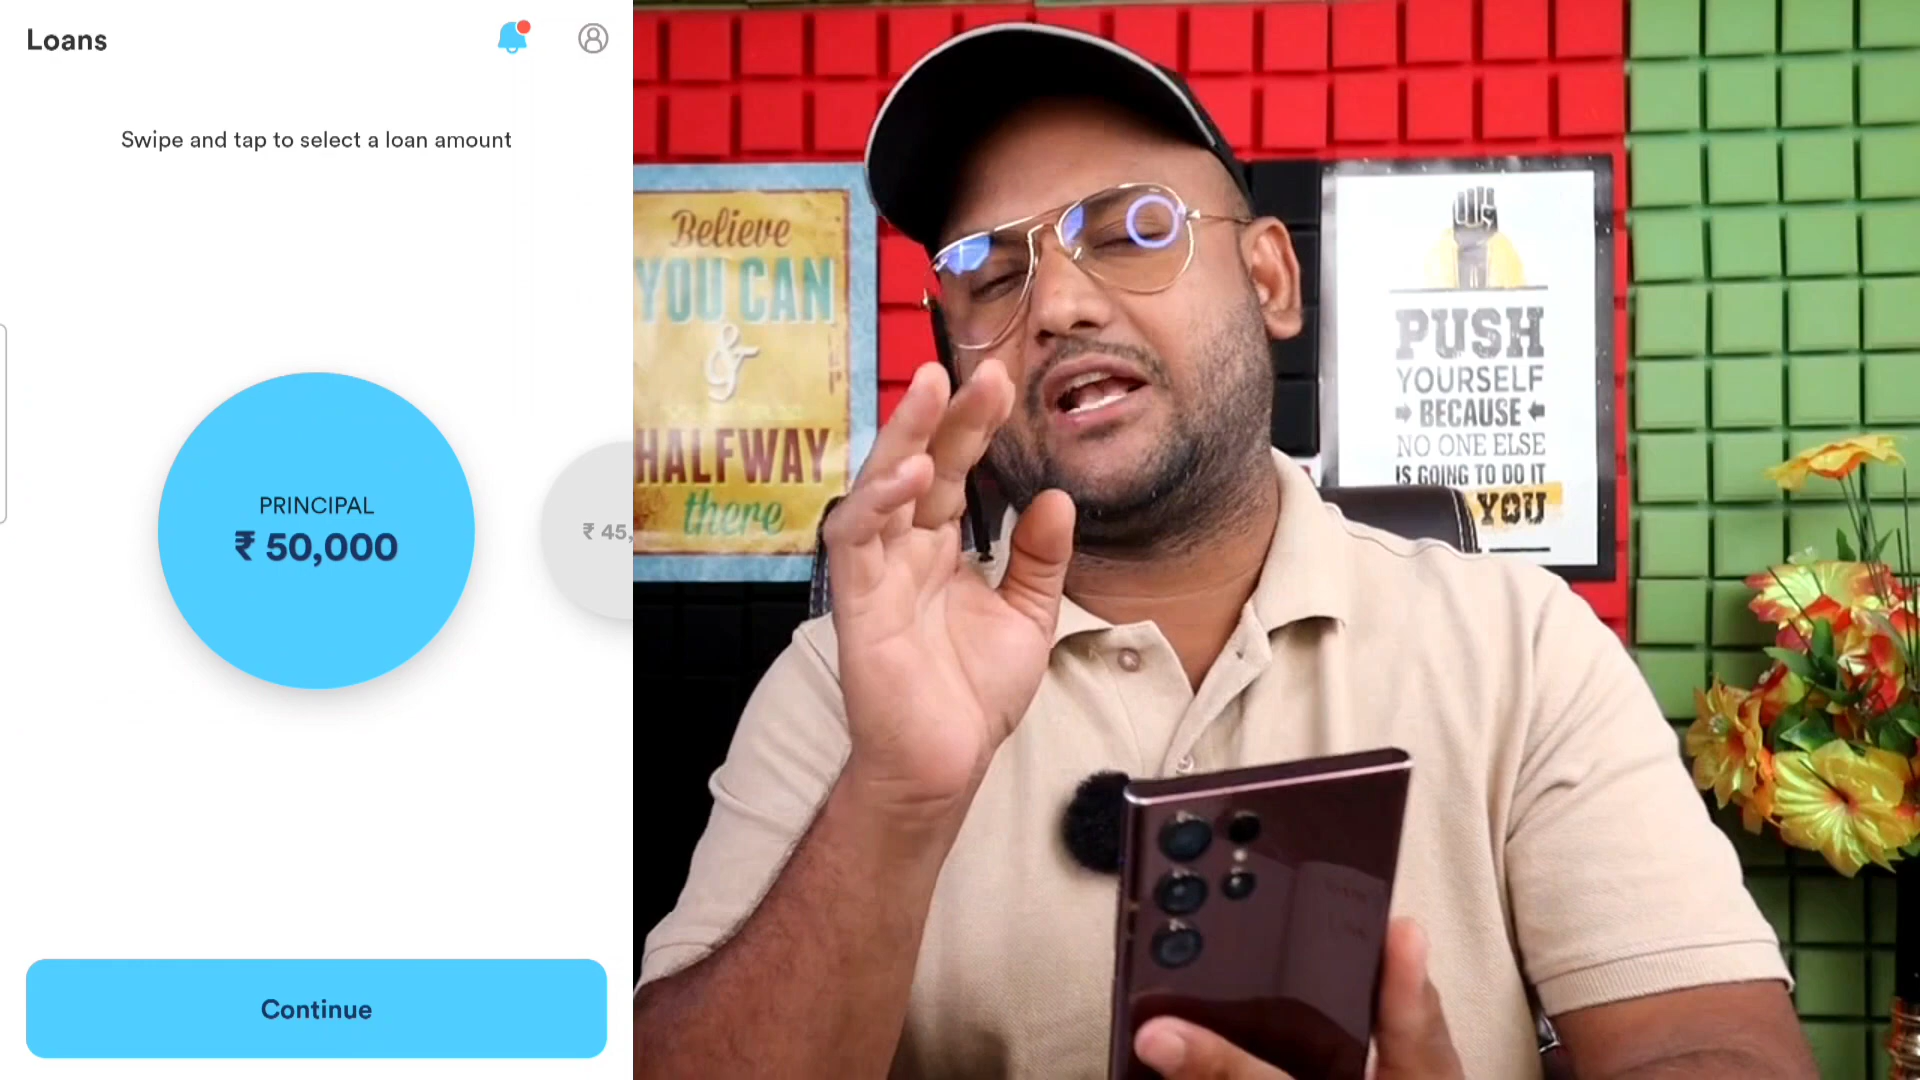 Loans
Swipe and tap to select a loan amount
PRINCIPAL
₹ 50,000
₹ 45,
Continue
Believe
YOU CAN
&
HALFWAY
there
PUSH
YOURSELF
BECAUSE
NO ONE ELSE
IS GOING TO DO IT
YOU